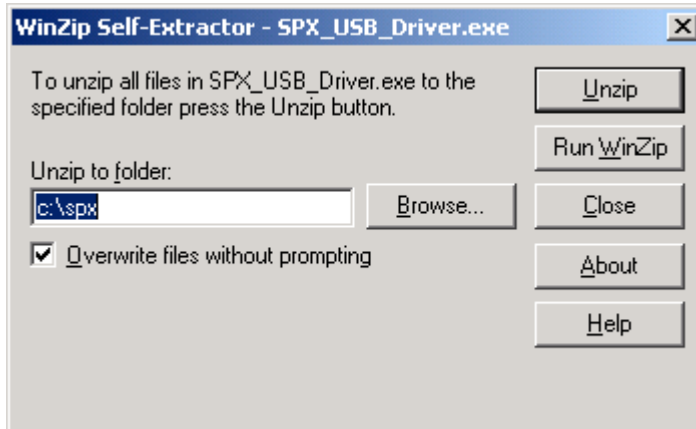 WinZip Self-Extractor - SPX_USB_Driver.exe
To unzip all files in SPX_USB_Driver.exe to the
specified folder press the Unzip button.
Unzip
Run WinZip
Unzip to folder:
c:\spx
Browse...
Close
Overwrite files without prompting
About
Help